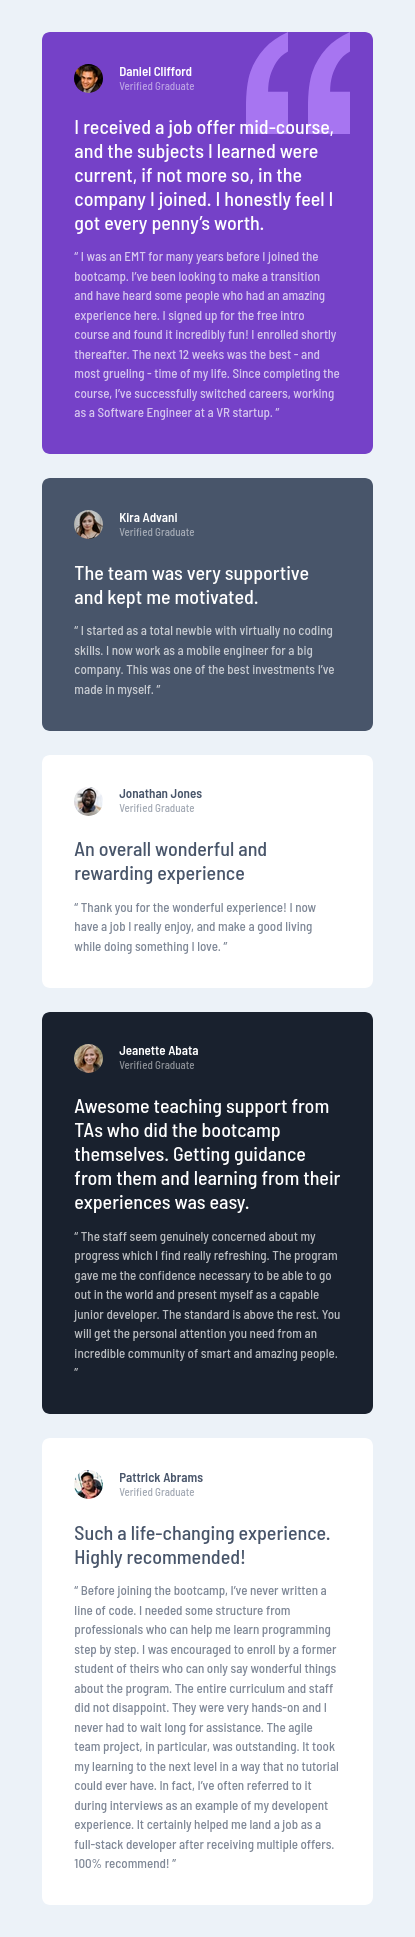 Daniel Clifford
Verified Graduate
I received a job offer mid-course,
and the subjects I learned were
current, if not more so, in the
company I joined. I honestly feel I
got every penny’s worth.
“ I was an EMT for many years before I joined the
bootcamp. I’ve been looking to make a transition
and have heard some people who had an amazing
experience here. I signed up for the free intro
course and found it incredibly fun! I enrolled shortly
thereafter. The next 12 weeks was the best - and
most grueling - time of my life. Since completing the
course, I’ve successfully switched careers, working
as a Software Engineer at a VR startup. ”
Kira Advani
Verified Graduate
The team was very supportive
and kept me motivated.
“ I started as a total newbie with virtually no coding
skills. I now work as a mobile engineer for a big
company. This was one of the best investments I’ve
made in myself. ”
Jonathan Jones
Verified Graduate
An overall wonderful and
rewarding experience
“ Thank you for the wonderful experience! I now
have a job I really enjoy, and make a good living
while doing something I love. ”
Jeanette Abata
Verified Graduate
Awesome teaching support from
TAs who did the bootcamp
themselves. Getting guidance
from them and learning from their
experiences was easy.
“ The staff seem genuinely concerned about my
progress which I find really refreshing. The program
gave me the confidence necessary to be able to go
out in the world and present myself as a capable
junior developer. The standard is above the rest. You
will get the personal attention you need from an
incredible community of smart and amazing people.
”
Pattrick Abrams
Verified Graduate
Such a life-changing experience.
Highly recommended!
“ Before joining the bootcamp, I’ve never written a
line of code. I needed some structure from
professionals who can help me learn programming
step by step. I was encouraged to enroll by a former
student of theirs who can only say wonderful things
about the program. The entire curriculum and staff
did not disappoint. They were very hands-on and I
never had to wait long for assistance. The agile
team project, in particular, was outstanding. It took
my learning to the next level in a way that no tutorial
could ever have. In fact, I’ve often referred to it
during interviews as an example of my developent
experience. It certainly helped me land a job as a
full-stack developer after receiving multiple offers.
100% recommend! ”